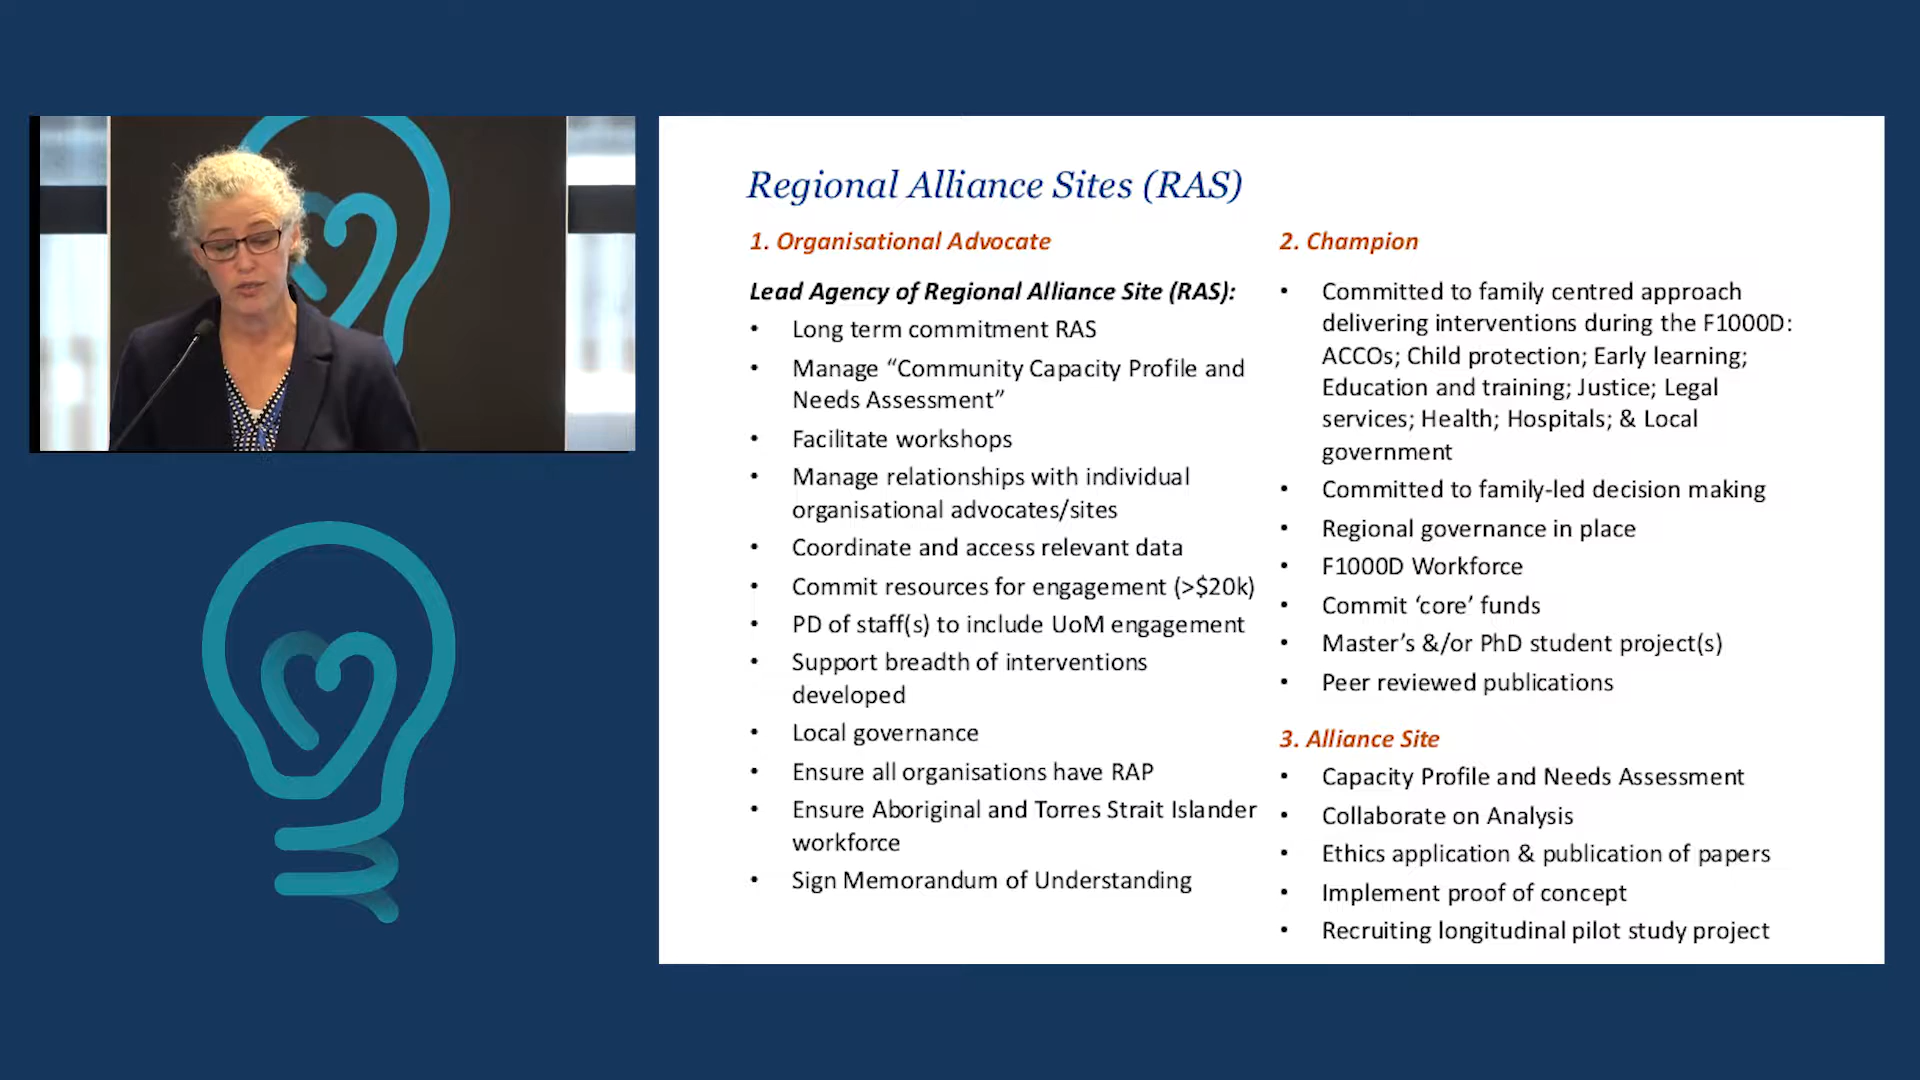 Regional Alliance Sites (RAS)
1. Organisational Advocate
Lead Agency of Regional Alliance Site (RAS):
• Long term commitment RAS
• Manage “Community Capacity Profile and
Needs Assessment”
• Facilitate workshops
• Manage relationships with individual
organisational advocates/sites
• Coordinate and access relevant data
• Commit resources for engagement (>$20k)
• PD of staff(s) to include UoM engagement
• Support breadth of interventions
developed
• Local governance
• Ensure all organisations have RAP
• Ensure Aboriginal and Torres Strait Islander
workforce
• Sign Memorandum of Understanding
2. Champion
• Committed to family centred approach
delivering interventions during the F1000D:
ACCOs; Child protection; Early learning;
Education and training; Justice; Legal
services; Health; Hospitals; & Local
government
• Committed to family-led decision making
• Regional governance in place
• F1000D Workforce
• Commit ‘core’ funds
• Master’s &/or PhD student project(s)
• Peer reviewed publications
3. Alliance Site
• Capacity Profile and Needs Assessment
• Collaborate on Analysis
• Ethics application & publication of papers
• Implement proof of concept
• Recruiting longitudinal pilot study project